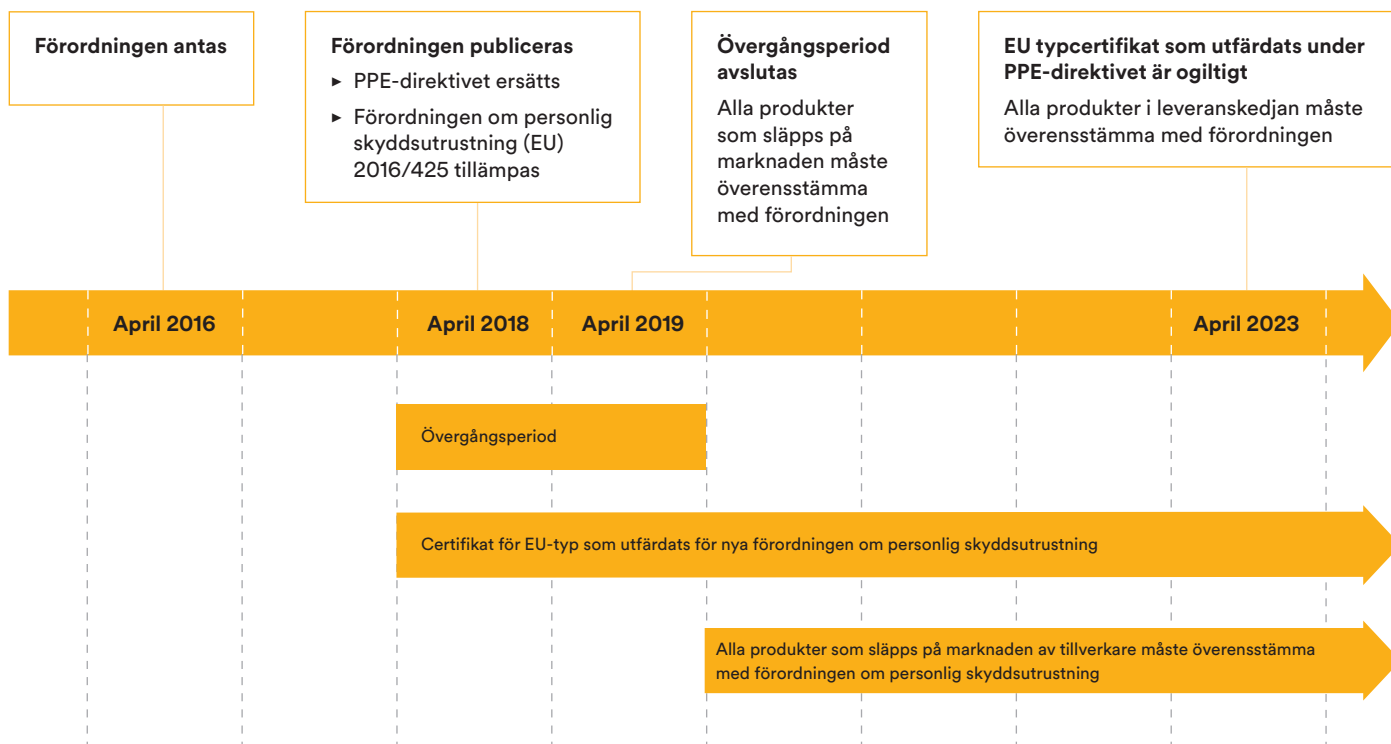 Förordningen antas
Förordningen publiceras
► PPE-direktivet ersätts
► Förordningen om personlig
skyddsutrustning (EU)
2016/425 tillämpas
Övergångsperiod
avslutas
Alla produkter
som släpps på
marknaden måste
överensstämma
med förordningen
EU typcertifikat som utfärdats under
PPE-direktivet är ogiltigt
Alla produkter i leveranskedjan måste
överensstämma med förordningen
April 2016
April 2018
April 2019
April 2023
Övergångsperiod
Certifikat för EU-typ som utfärdats för nya förordningen om personlig skyddsutrustning
Alla produkter som släpps på marknaden av tillverkare måste överensstämma
med förordningen om personlig skyddsutrustning